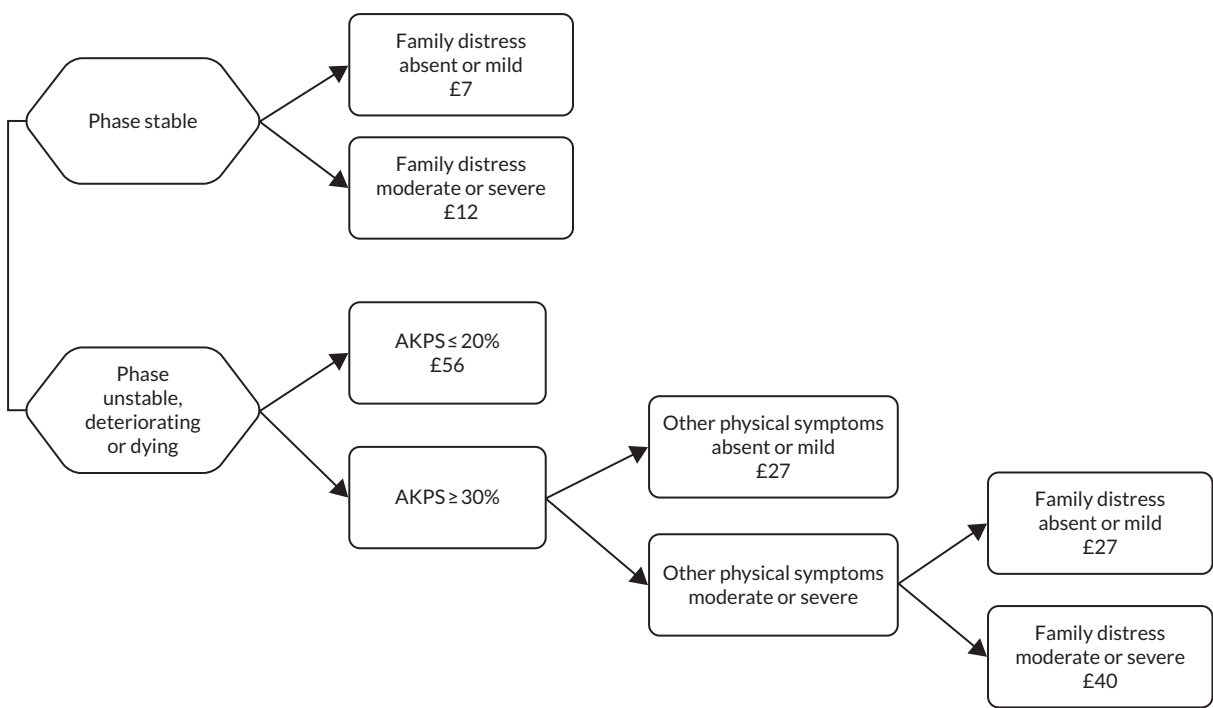 Family distress
absent or mild
£7
Phase stable
Family distress
moderate or severe
£12
AKPS ≤ 20%
£56
Phase
unstable,
deteriorating
or dying
Other physical symptoms
absent or mild
£27
AKPS ≥ 30%
Family distress
absent or mild
£27
Other physical symptoms
moderate or severe
Family distress
moderate or severe
£40